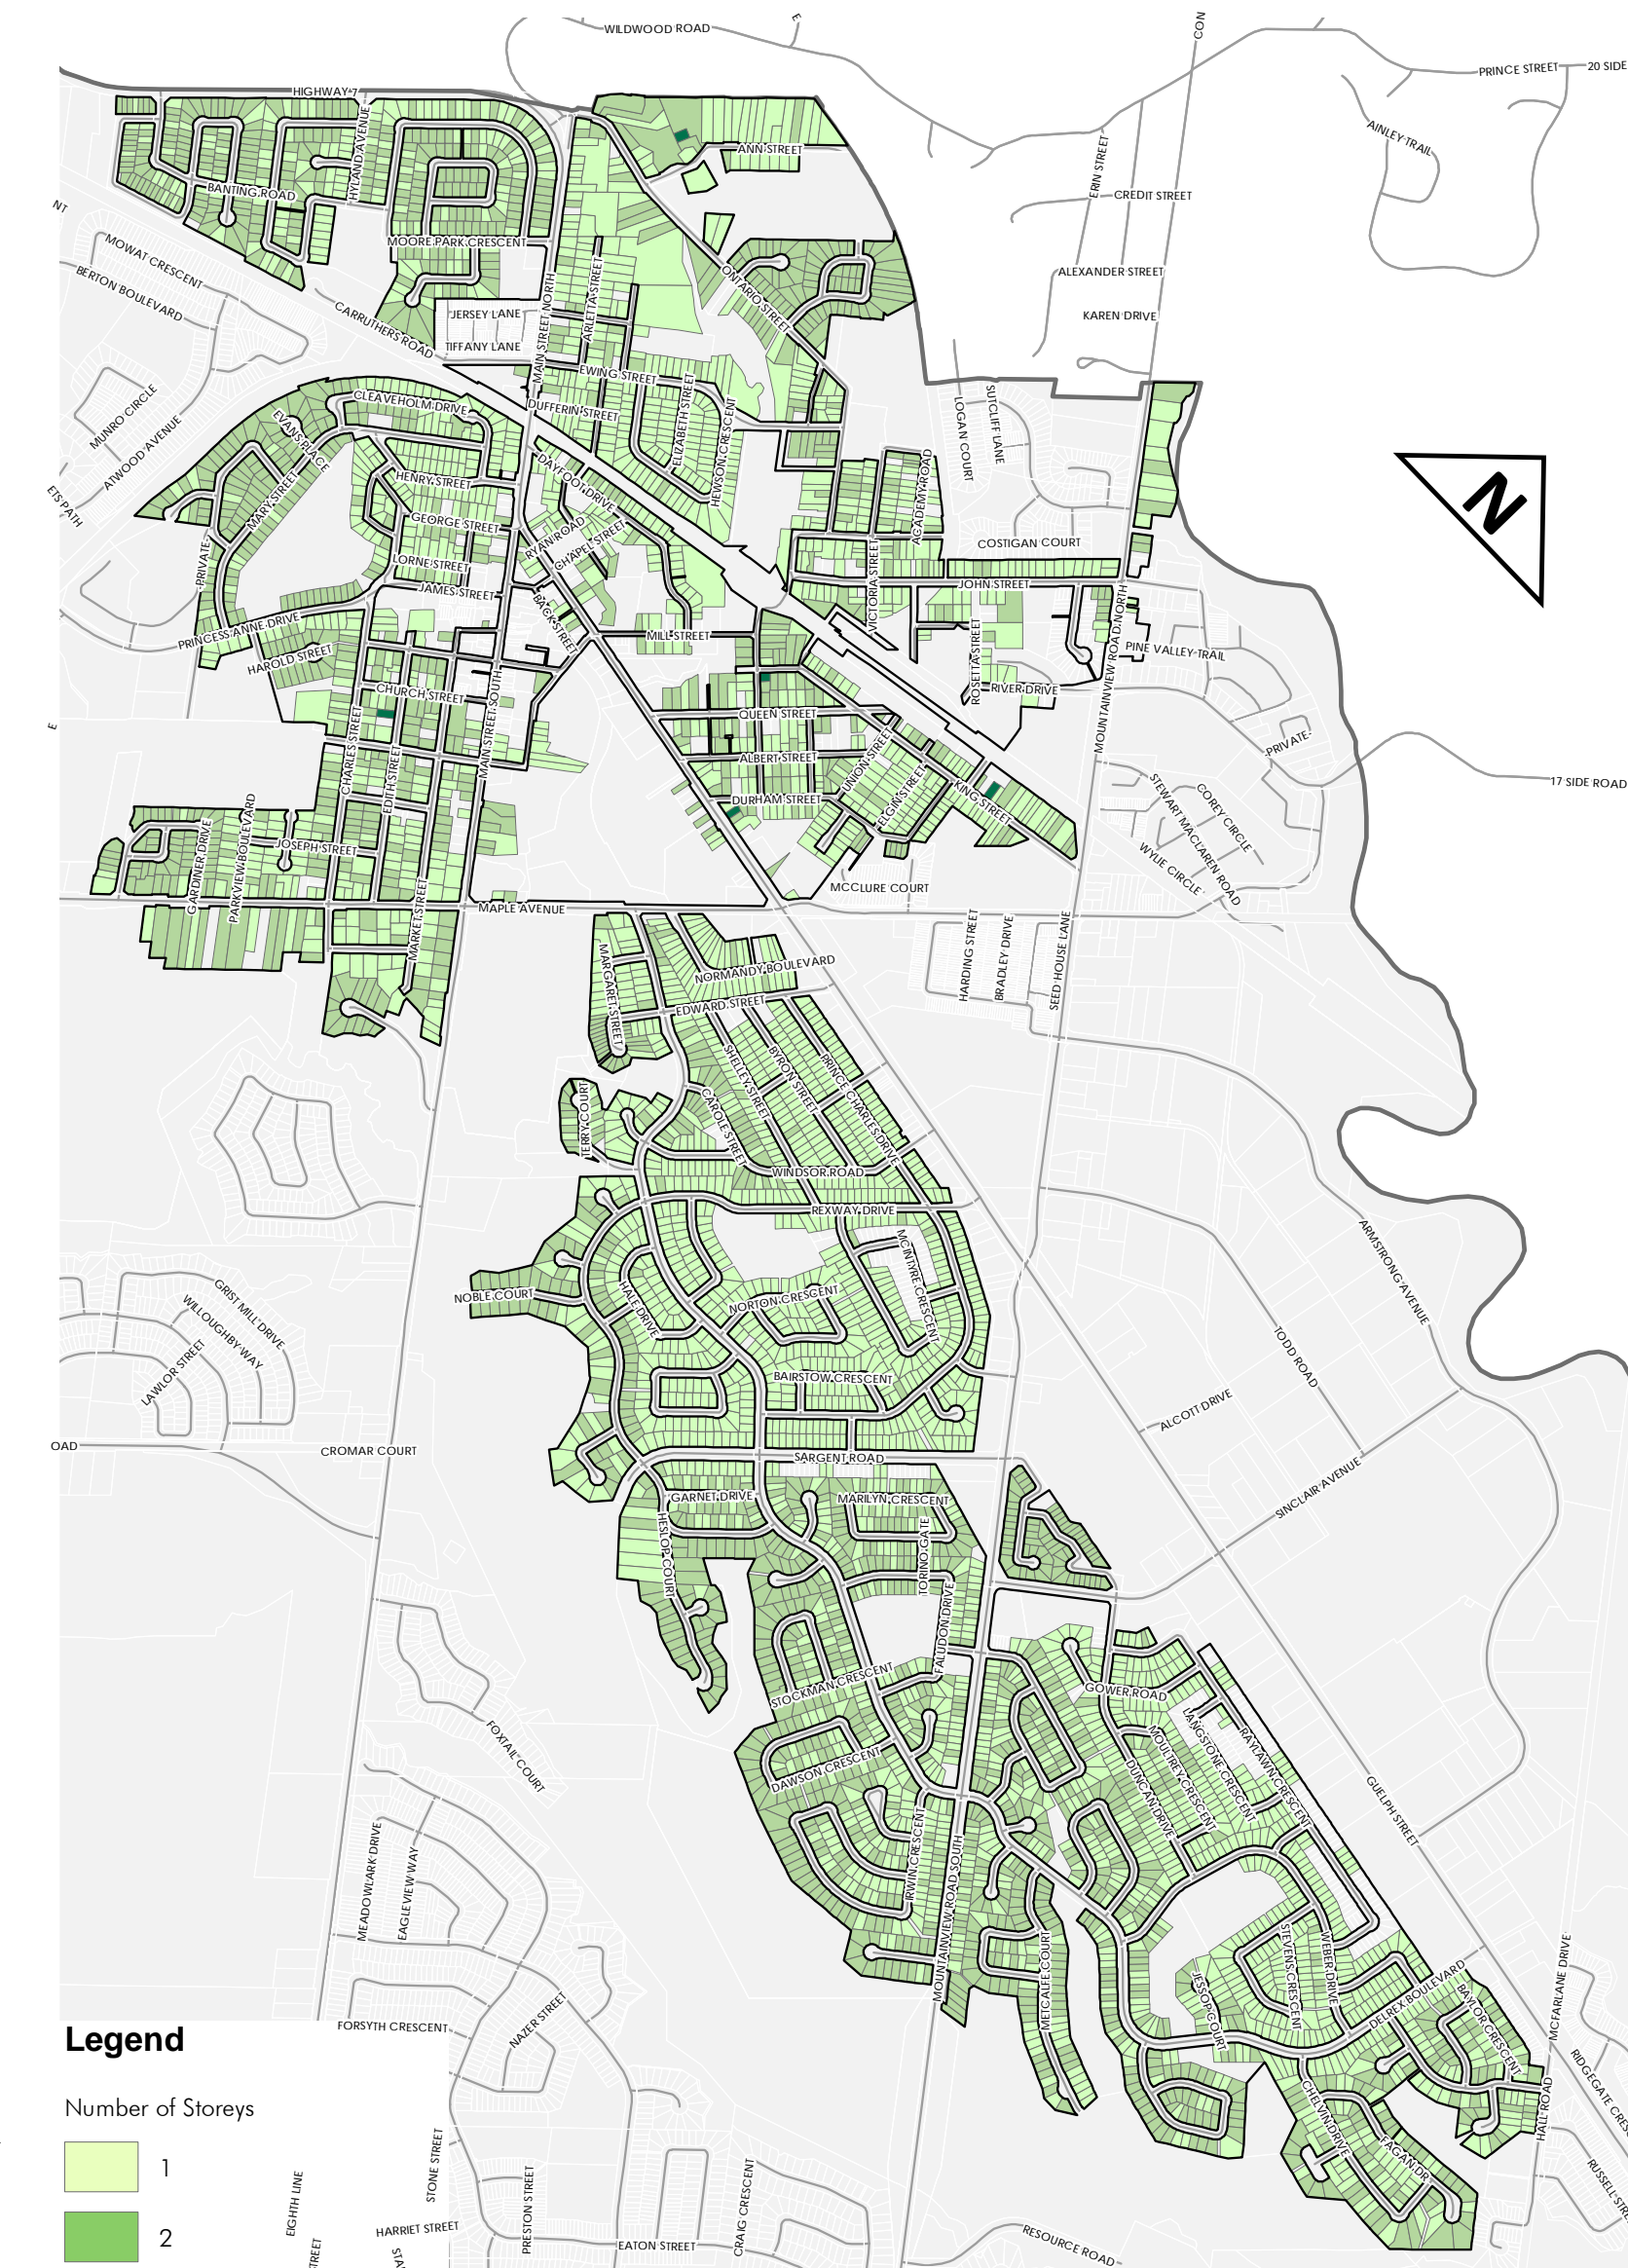 WILDWOOD ROAD
E
CON
PRINCE STREET
20 SIDE
HIGHWAY 7
AINLEY TRAIL
HYLAND AVENUE
ANN STREET
ERIN STREET
BANTING ROAD
CREDIT STREET
NT
MOWAT CRESCENT
MOORE PARK CRESCENT
BERTON BOULEVARD
ONTARIO STREET
ALEXANDER STREET
ARLETTA STREET
MAIN STREET NORTH
JERSEY LANE
CARRUTHERS ROAD
KAREN DRIVE
TIFFANY LANE
EWING STREET
MUNRO CIRCLE
CLEAVEHOLM DRIVE
DUFFERIN STREET
ELIZABETH STREET
HEWSON CRESCENT
LOGAN COURT
SUTCLIFF LANE
ATWOOD AVENUE
EVANS PLACE
HENRY STREET
DAYFOOT DRIVE
ACADEMY ROAD
ETS PATH
MARY STREET
GEORGE STREET
RYAN ROAD
CHAPEL STREET
COSTIGAN COURT
N
PRIVATE
LORNE STREET
JAMES STREET
BACK STREET
VICTORIA STREET
JOHN STREET
PRINCESS ANNE DRIVE
MILL STREET
ROSETTA STREET
MOUNTAINVIEW ROAD NORTH
PINE VALLEY TRAIL
HAROLD STREET
CHURCH STREET
RIVER DRIVE
MAIN STREET SOUTH
QUEEN STREET
E
PRIVATE
CHARLES STREET
EDITH STREET
ALBERT STREET
UNION STREET
17 SIDE ROAD
DURHAM STREET
ELGIN STREET
KING STREET
STEWART MACLAREN ROAD
COREY CIRCLE
GARDINER DRIVE
PARKVIEW BOULEVARD
JOSEPH STREET
WYLIE CIRCLE
MCCLURE COURT
MARKET STREET
MAPLE AVENUE
HARDING STREET
BRADLEY DRIVE
SEED HOUSE LANE
MARGARET STREET
NORMANDY BOULEVARD
EDWARD STREET
SHELLEY STREET
BYRON STREET
PRINCE CHARLES DRIVE
TERRY COURT
CAROLE STREET
WINDSOR ROAD
REXWAY DRIVE
ARMSTRONG AVENUE
MCINTYRE CRESCENT
NOBLE COURT
HALE DRIVE
NORTON CRESCENT
GRIST MILL DRIVE
WILLOUGHBY WAY
LAWLOR STREET
TODD ROAD
BAIRSTOW CRESCENT
ALCOTT DRIVE
OAD
CROMAR COURT
SARGENT ROAD
SINCLAIR AVENUE
GARNET DRIVE
MARILYN CRESCENT
HESLOP COURT
TORINO GATE
FALUDON DRIVE
STOCKMAN CRESCENT
GOWER ROAD
FOXTAIL COURT
LANGSTONE CRESCENT
RAYLAWN CRESCENT
MOULTREY CRESCENT
DUNCAN DRIVE
DAWSON CRESCENT
GUELPH STREET
MEADOWLARK DRIVE
EAGLEVIEW WAY
IRWIN CRESCENT
MOUNTAINVIEW ROAD SOUTH
METCALFE COURT
STEVENS CRESCENT
WEBER DRIVE
JESSOP COURT
DELREX BOULEVARD
BAYLOR CRESCENT
MCFARLANE DRIVE
Legend
FORSYTH CRESCENT
NAZER STREET
RIDGEGATE CRES
HALL ROAD
CHELVIN DRIVE
FAGAN DR
Number of Storeys
1
2
STONE STREET
EIGHTH LINE
HARRIET STREET
PRESTON STREET
CRAIG CRESCENT
EATON STREET
RESOURCE ROAD
RUSSELL STRE
TREET
STA